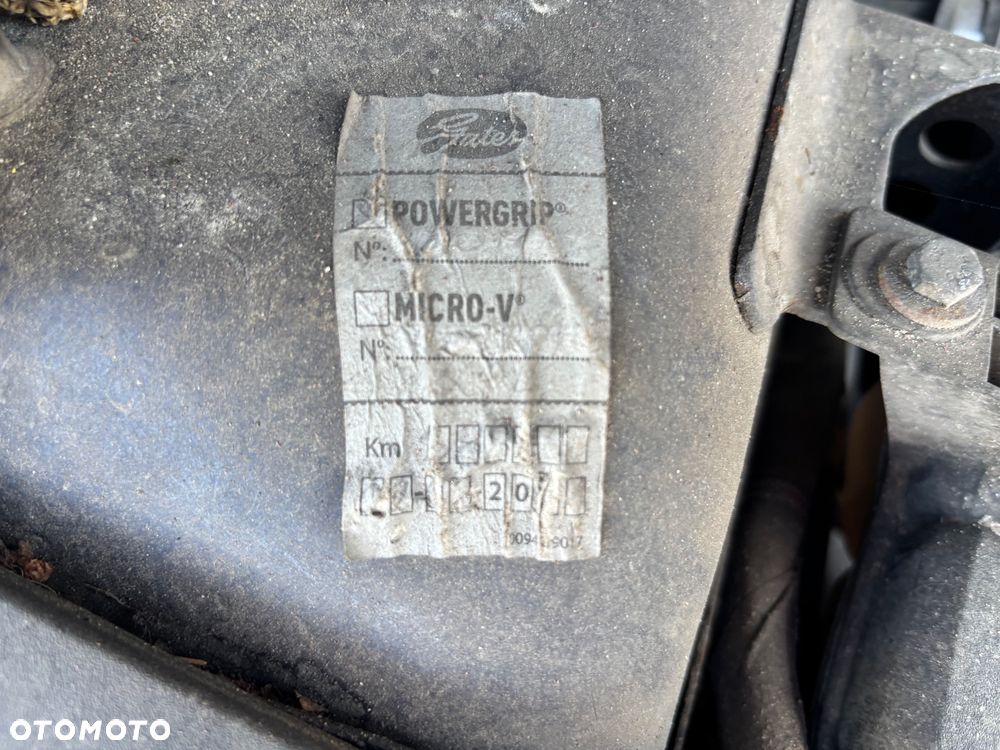 Gates
POWERGRIP®
N°:
MICRO-V®
N°:
Km
20
OTOMOTO